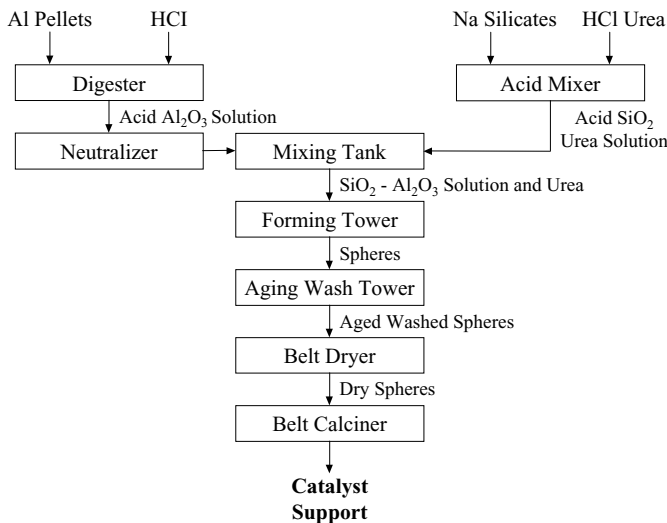 Al Pellets
HCI
Na Silicates
HCl Urea
Digester
Acid Mixer
Acid Al₂O₃ Solution
Acid SiO₂
Urea Solution
Neutralizer
Mixing Tank
SiO₂ - Al₂O₃ Solution and Urea
Forming Tower
Spheres
Aging Wash Tower
Aged Washed Spheres
Belt Dryer
Dry Spheres
Belt Calciner
Catalyst
Support